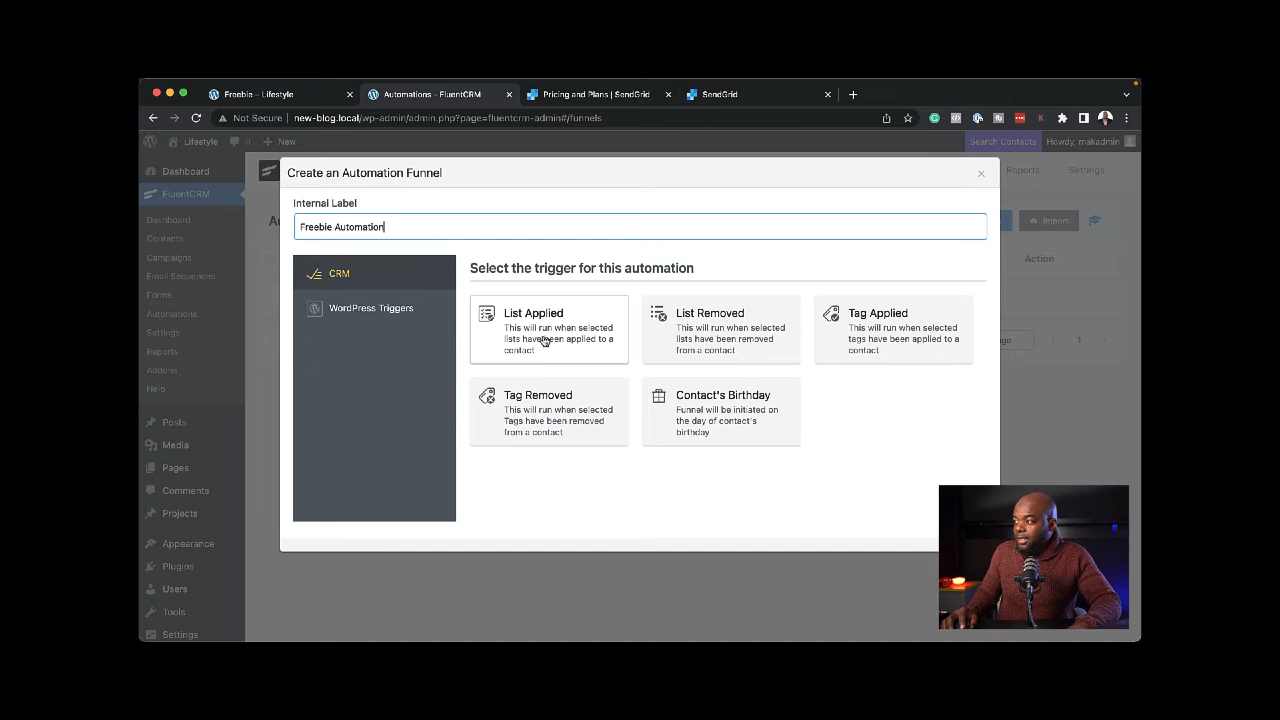 Freebie – Lifestyle
Automations – FluentCRM
Pricing and Plans | SendGrid
SendGrid
Not Secure
new-blog.local/wp-admin/admin.php?page=fluentcrm-admin#/funnels
Lifestyle
0
New
Search Contacts
Howdy, makadmin
Dashboard
FluentCRM
Dashboard
Contacts
Campaigns
Email Sequences
Forms
Automations
Settings
Reports
Addons
Help
Posts
Media
Pages
Comments
Projects
Appearance
Plugins
Users
Tools
Settings
Reports
Settings
Import
Action
1
Create an Automation Funnel
Internal Label
Freebie Automation
CRM
WordPress Triggers
Select the trigger for this automation
List Applied
This will run when selected
lists have been applied to a
contact
List Removed
This will run when selected
lists have been removed
from a contact
Tag Applied
This will run when selected
tags have been applied to a
contact
Tag Removed
This will run when selected
Tags have been removed
from a contact
Contact's Birthday
Funnel will be initiated on
the day of contact's
birthday